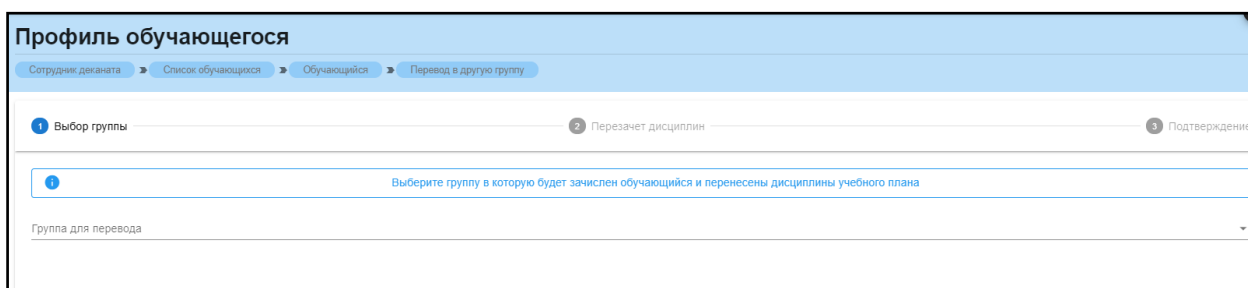 Профиль обучающегося
Сотрудник деканата Список обучающихся Обучающийся Перевод в другую группу
1 Выбор группы 2 Перезачет дисциплин 3 Подтверждение
Выберите группу в которую будет зачислен обучающийся и перенесены дисциплины учебного плана
Группа для перевода